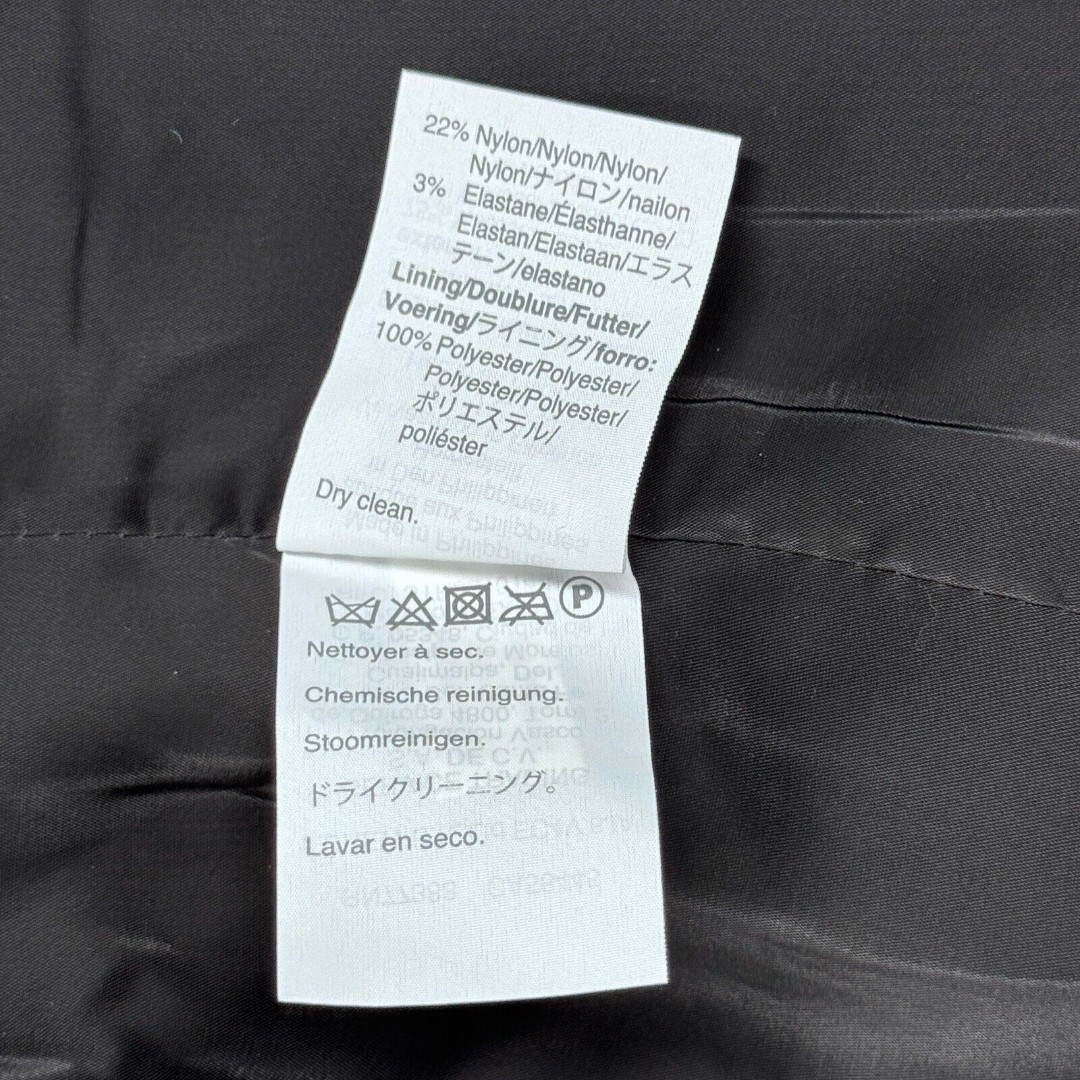 22% Nylon/Nylon/Nylon/
Nylon/ナイロン/nailon
3% Elastane/Élasthanne/
Elastan/Elastaan/エラス
テーン/elastano
Lining/Doublure/Futter/
Voering/ライニング/forro:
100% Polyester/Polyester/
Polyester/Polyester/
ポリエステル/
poliéster
Dry clean.
P
Nettoyer à sec.
Chemische reinigung.
Stoomreinigen.
ドライクリーニング。
Lavar en seco.